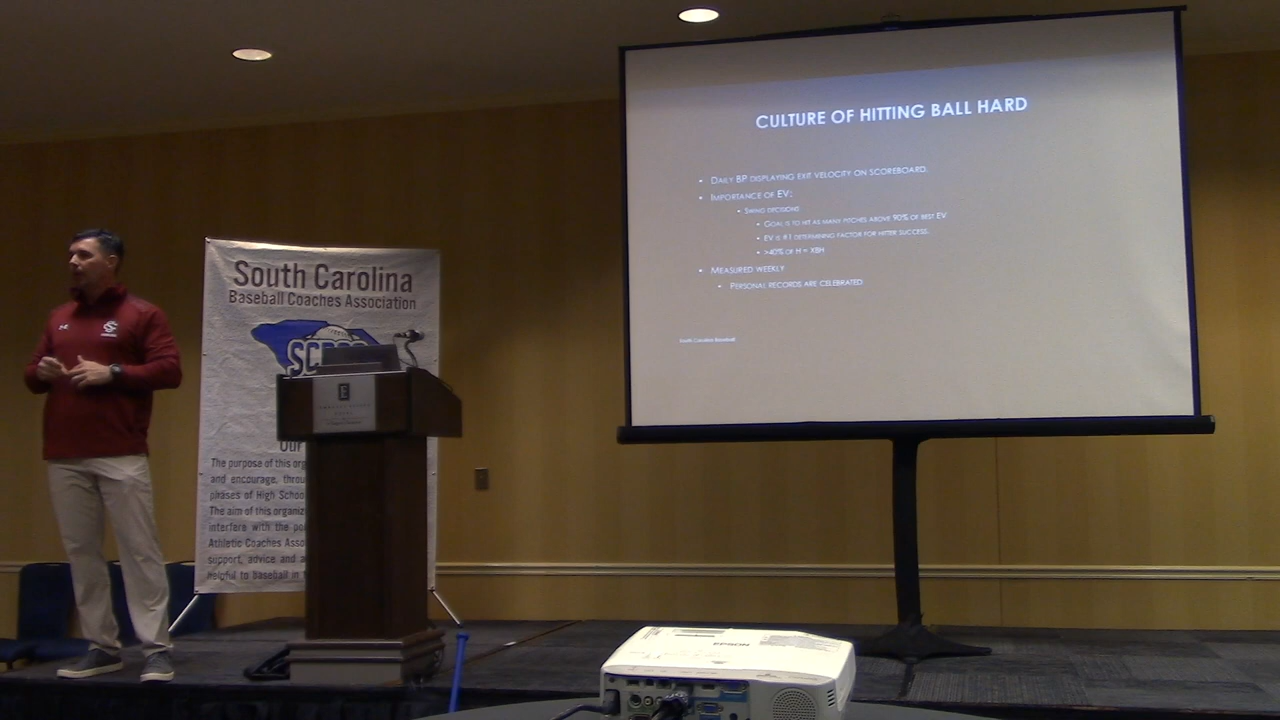 CULTURE OF HITTING BALL HARD
• DAILY BP DISPLAYING EXIT VELOCITY ON SCOREBOARD.
• IMPORTANCE OF EV:
• SWING DECISIONS
• GOAL IS TO HIT AS MANY PITCHES ABOVE 90% OF BEST EV
• EV IS #1 DETERMINING FACTOR FOR HITTER SUCCESS.
• >40% OF H = XBH
• MEASURED WEEKLY
• PERSONAL RECORDS ARE CELEBRATED
South Carolina Baseball
South Carolina
Baseball Coaches Association
SCB
Our
The purpose of this org
and encourage, throu
phases of High Schoo
The aim of this organiz
interfere with the po
Athletic Coaches Asso
support, advice and a
helpful to Baseball in
E
EPSON